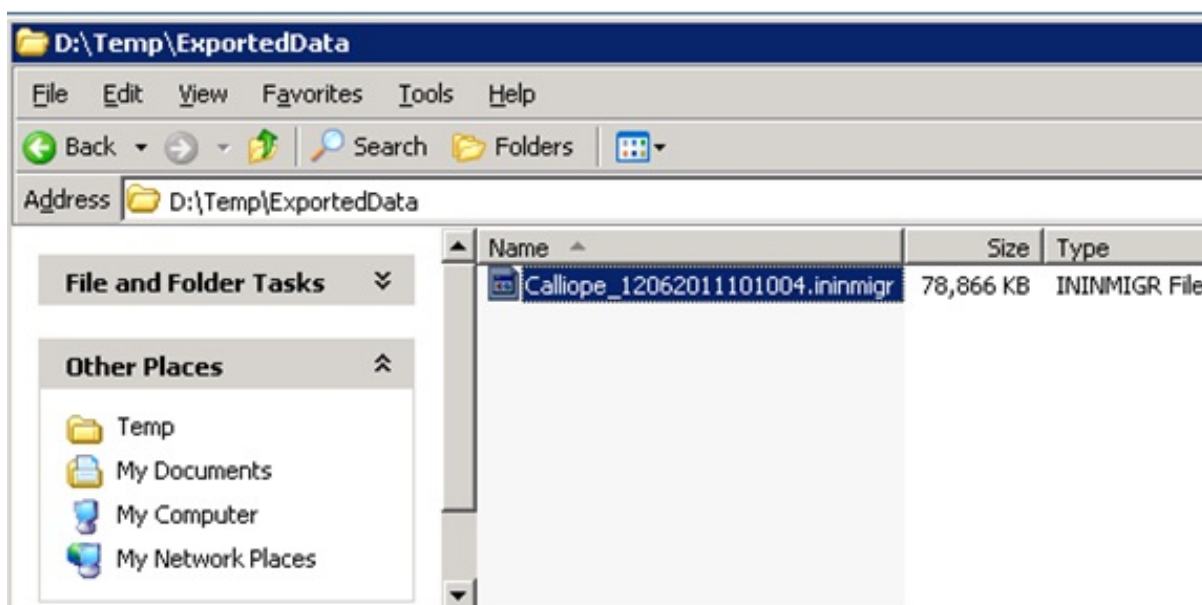 D:\Temp\ExportedData
File Edit View Favorites Tools Help
Back Search Folders
Address D:\Temp\ExportedData
Name Size Type
Calliope_12062011101004.ininmigr 78,866 KB ININMIGR File
File and Folder Tasks
Other Places
Temp
My Documents
My Computer
My Network Places